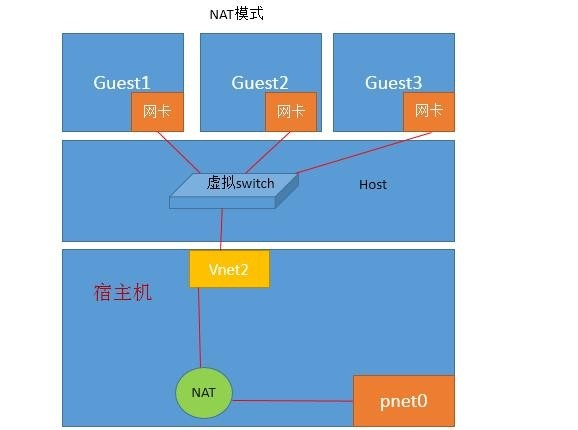 NAT模式
Guest1
Guest2
Guest3
网卡
网卡
网卡
虚拟switch
Host
Vnet2
宿主机
NAT
pnet0